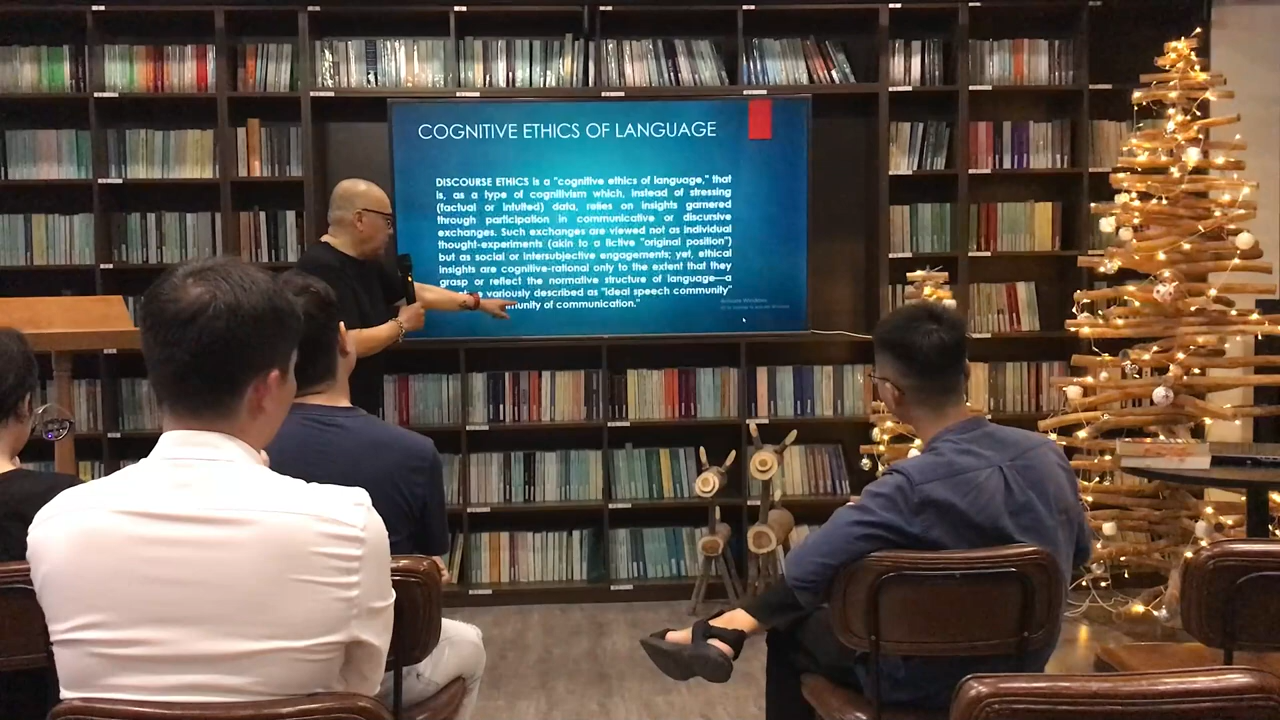 COGNITIVE ETHICS OF LANGUAGE
DISCOURSE ETHICS is a "cognitive ethics of language," that
is, as a type of cognitivism which, instead of stressing
(factual or intuited) data, relies on insights garnered
through participation in communicative or discursive
exchanges. Such exchanges are viewed not as individual
thought-experiments (akin to a fictive "original position")
but as social or intersubjective engagements; yet, ethical
insights are cognitive-rational only to the extent that they
grasp or reflect the normative structure of language—a
variously described as "ideal speech community"
of communication."
Activate Windows